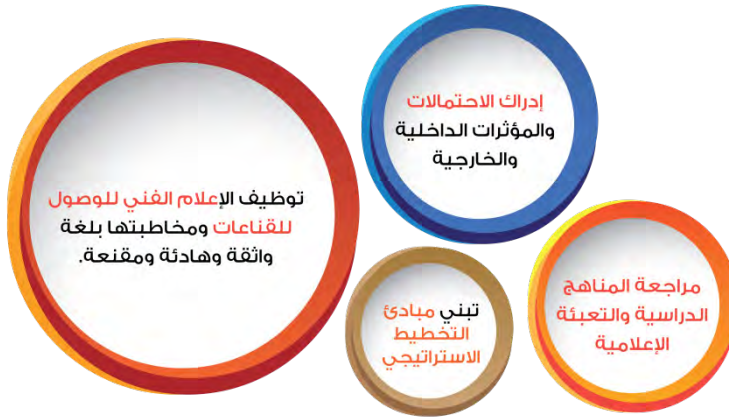 إدراك الاحتمالات
والمؤثرات الداخلية
والخارجية
توظيف الإعلام الفني للوصول
للقناعات ومخاطبتها بلغة
واثقة وهادئة ومقنعة.
مراجعة المناهج
الدراسية والتعبئة
الإعلامية
تبني مبادئ
التخطيط
الاستراتيجي